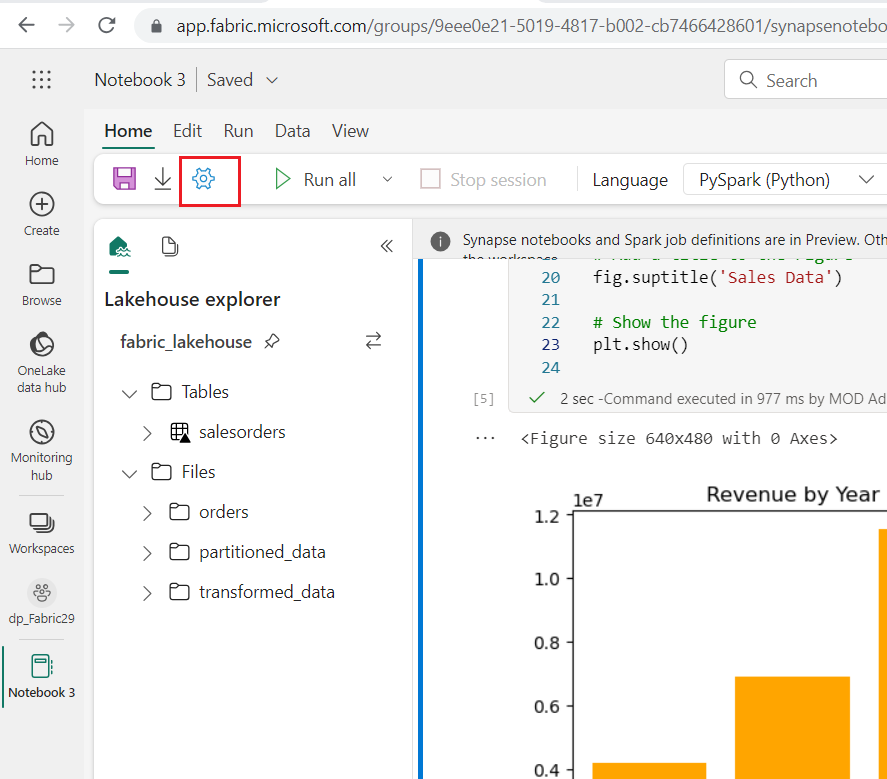 app.fabric.microsoft.com/groups/9eee0e21-5019-4817-b002-cb7466428601/synapsenotebo
Notebook 3 Saved
Search
Home Edit Run Data View
Run all Stop session Language PySpark (Python)
Home
Create
Browse
OneLake
data hub
Monitoring
hub
Workspaces
dp_Fabric29
Notebook 3
Lakehouse explorer
fabric_lakehouse
Tables
salesorders
Files
orders
partitioned_data
transformed_data
Synapse notebooks and Spark job definitions are in Preview. Oth
the workspace
20 fig.suptitle('Sales Data')
21
22 # Show the figure
23 plt.show()
24
[5] 2 sec -Command executed in 977 ms by MOD Ad
... <Figure size 640x480 with 0 Axes>
Revenue by Year
1e7
1.2
1.0
0.8
0.6
0.4